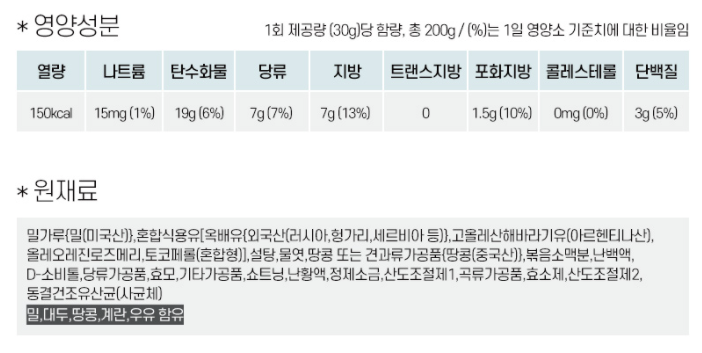 * 영양성분
1회 제공량 (30g)당 함량, 총 200g / (%)는 1일 영양소 기준치에 대한 비율임
열량 나트륨 탄수화물 당류 지방 트랜스지방 포화지방 콜레스테롤 단백질
150kcal 15mg (1%) 19g (6%) 7g (7%) 7g (13%) 0 1.5g (10%) 0mg (0%) 3g (5%)
* 원재료
밀가루{밀(미국산)},혼합식용유[옥배유{외국산(러시아,헝가리,세르비아 등)},고올레산해바라기유(아르헨티나산),
올레오레진로즈메리,토코페롤(혼합형)],설탕,물엿,땅콩 또는 견과류가공품{땅콩(중국산)},볶음소맥분,난백액,
D-소비톨,당류가공품,효모,기타가공품,쇼트닝,난황액,정제소금,산도조절제1,곡류가공품,효소제,산도조절제2,
동결건조유산균(사균체)
밀,대두,땅콩,계란,우유 함유